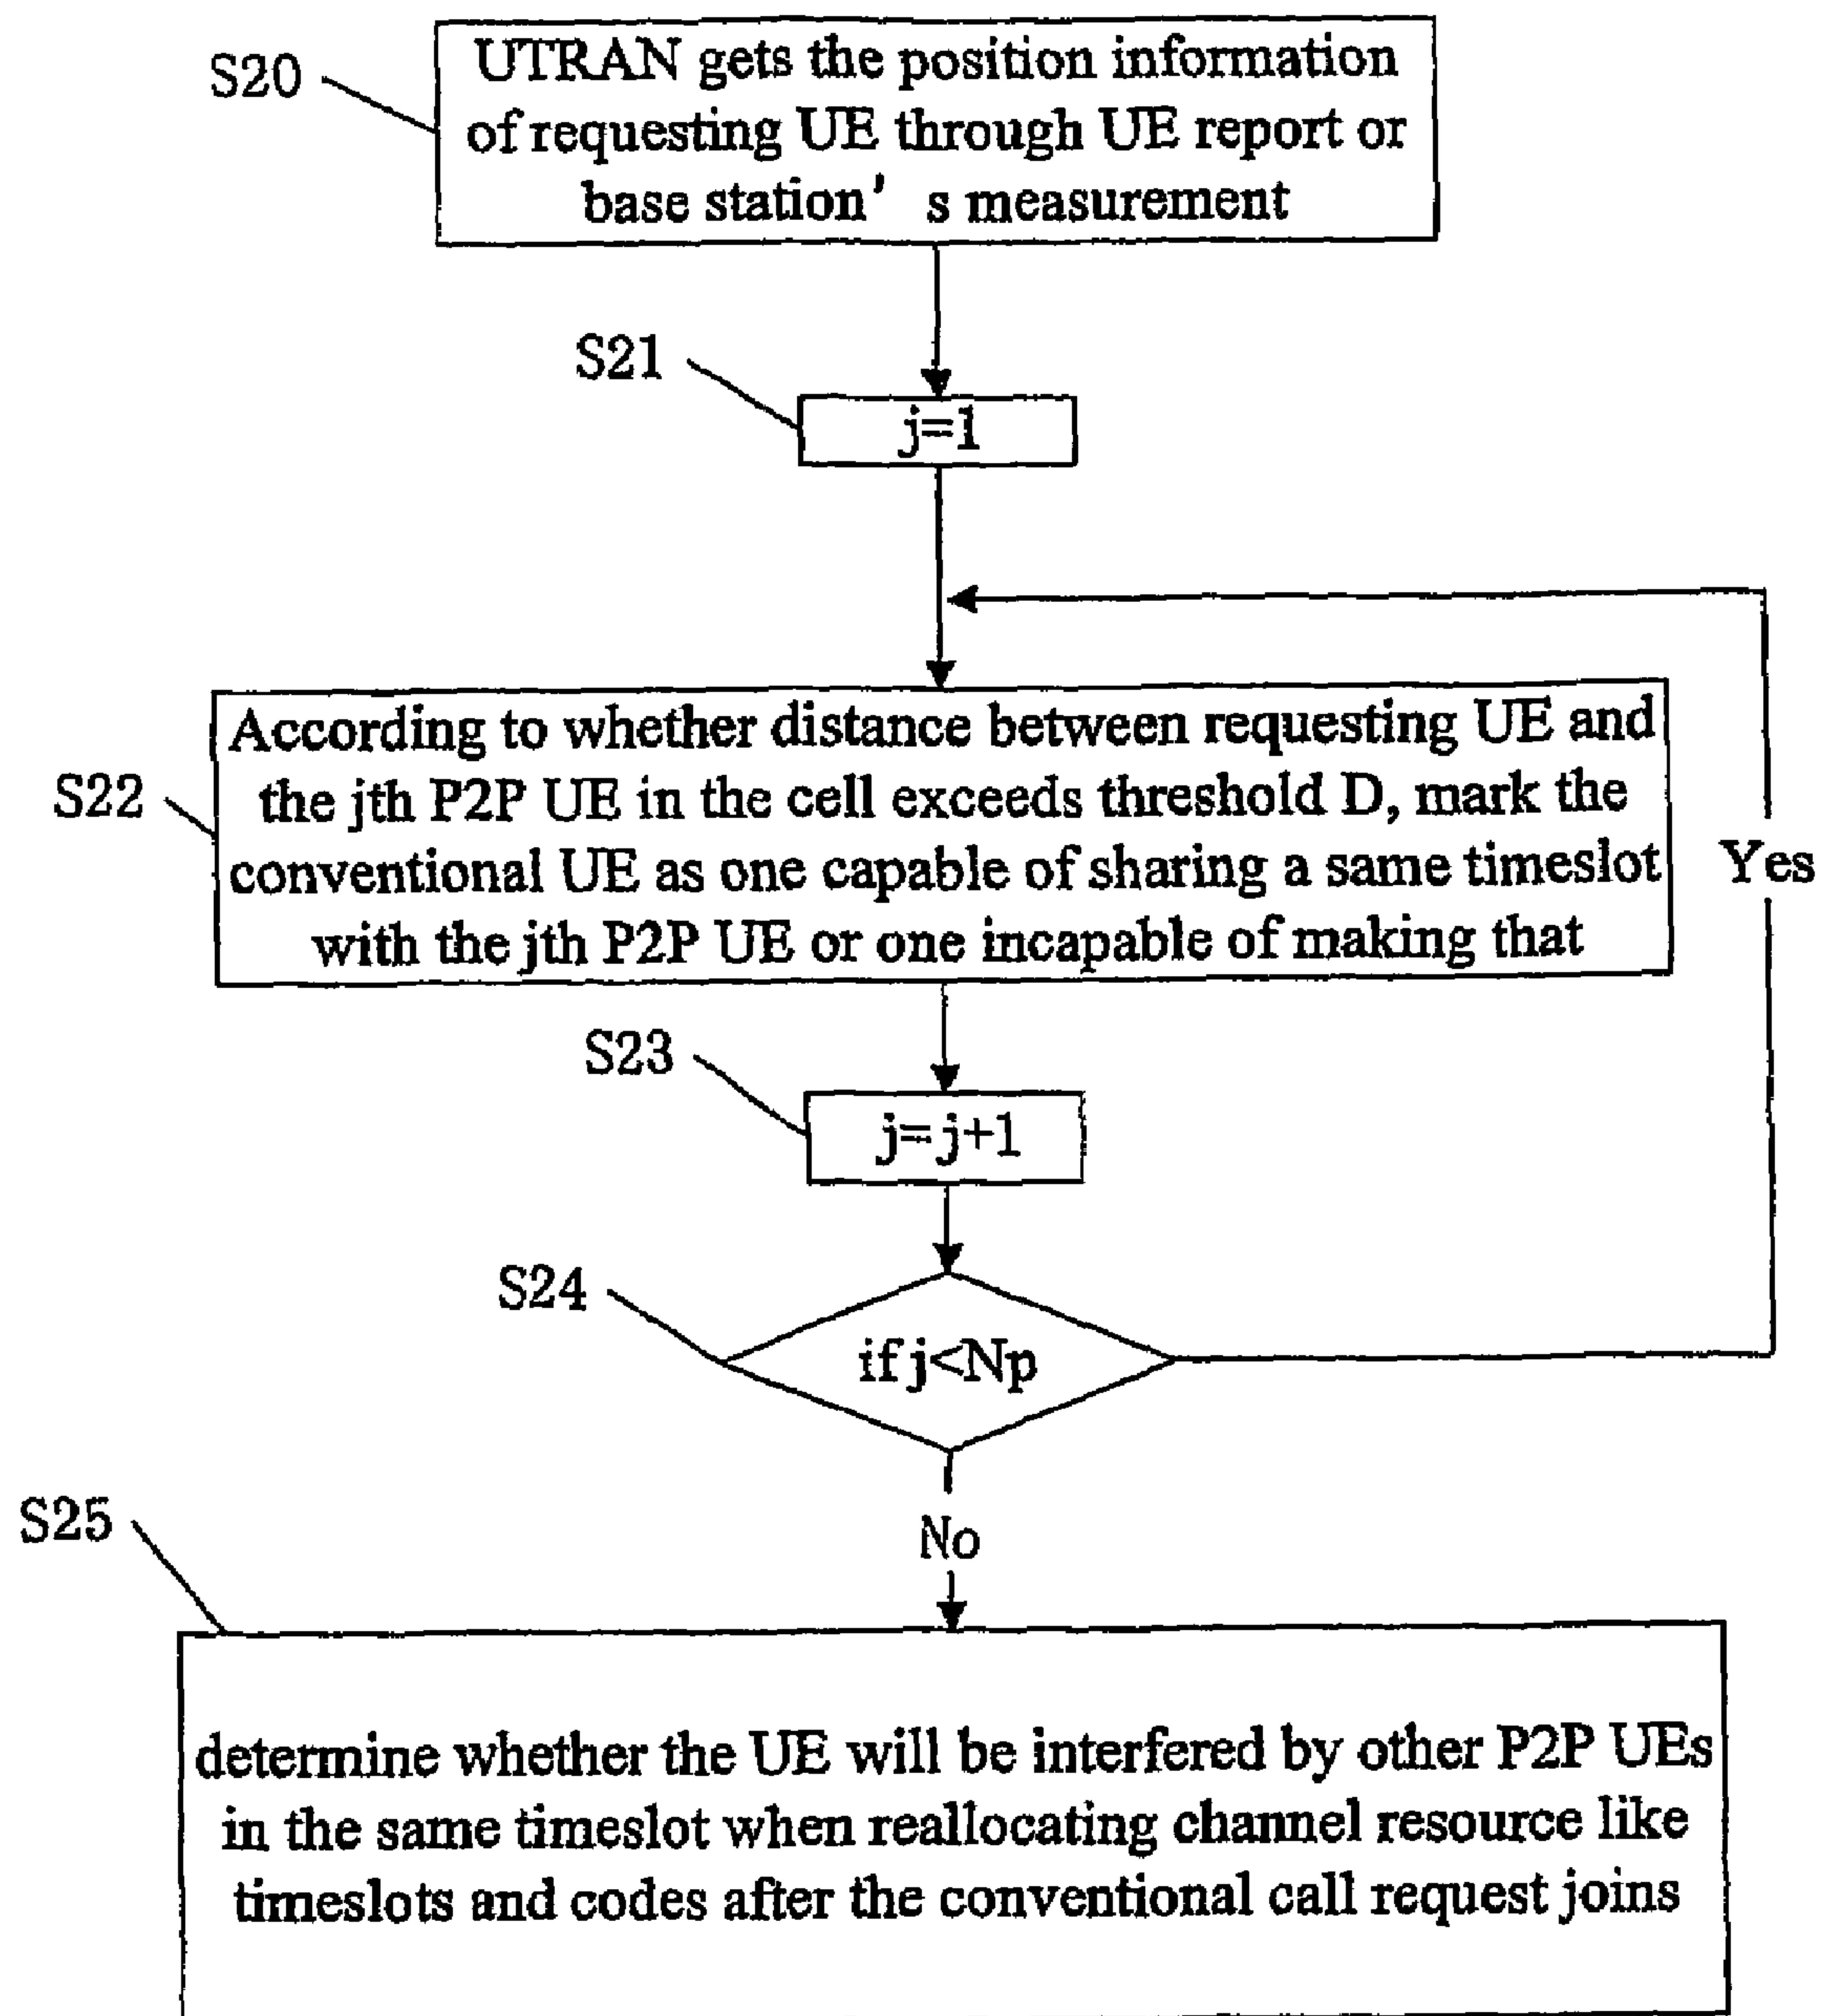 S20
UTRAN gets the position information
of requesting UE through UE report or
base station's measurement
S21
j=1
S22
According to whether distance between requesting UE and
the jth P2P UE in the cell exceeds threshold D, mark the
conventional UE as one capable of sharing a same timeslot
with the jth P2P UE or one incapable of making that
Yes
S23
j=j+1
S24
if j<Np
No
S25
determine whether the UE will be interfered by other P2P UEs
in the same timeslot when reallocating channel resource like
timeslots and codes after the conventional call request joins